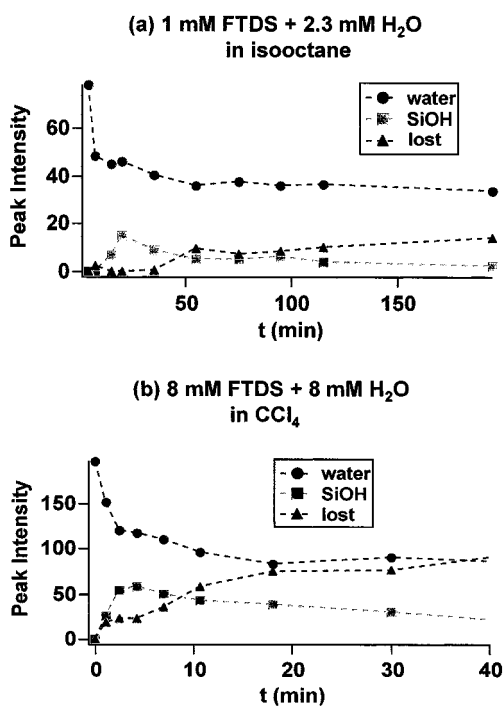 (a) 1 mM FTDS + 2.3 mM H₂O
in isooctane
water
SiOH
lost
60
40
20
0
Peak Intensity
50
100
150
t (min)
(b) 8 mM FTDS + 8 mM H₂O
in CCl₄
water
SiOH
lost
150
100
50
0
Peak Intensity
0
10
20
30
40
t (min)